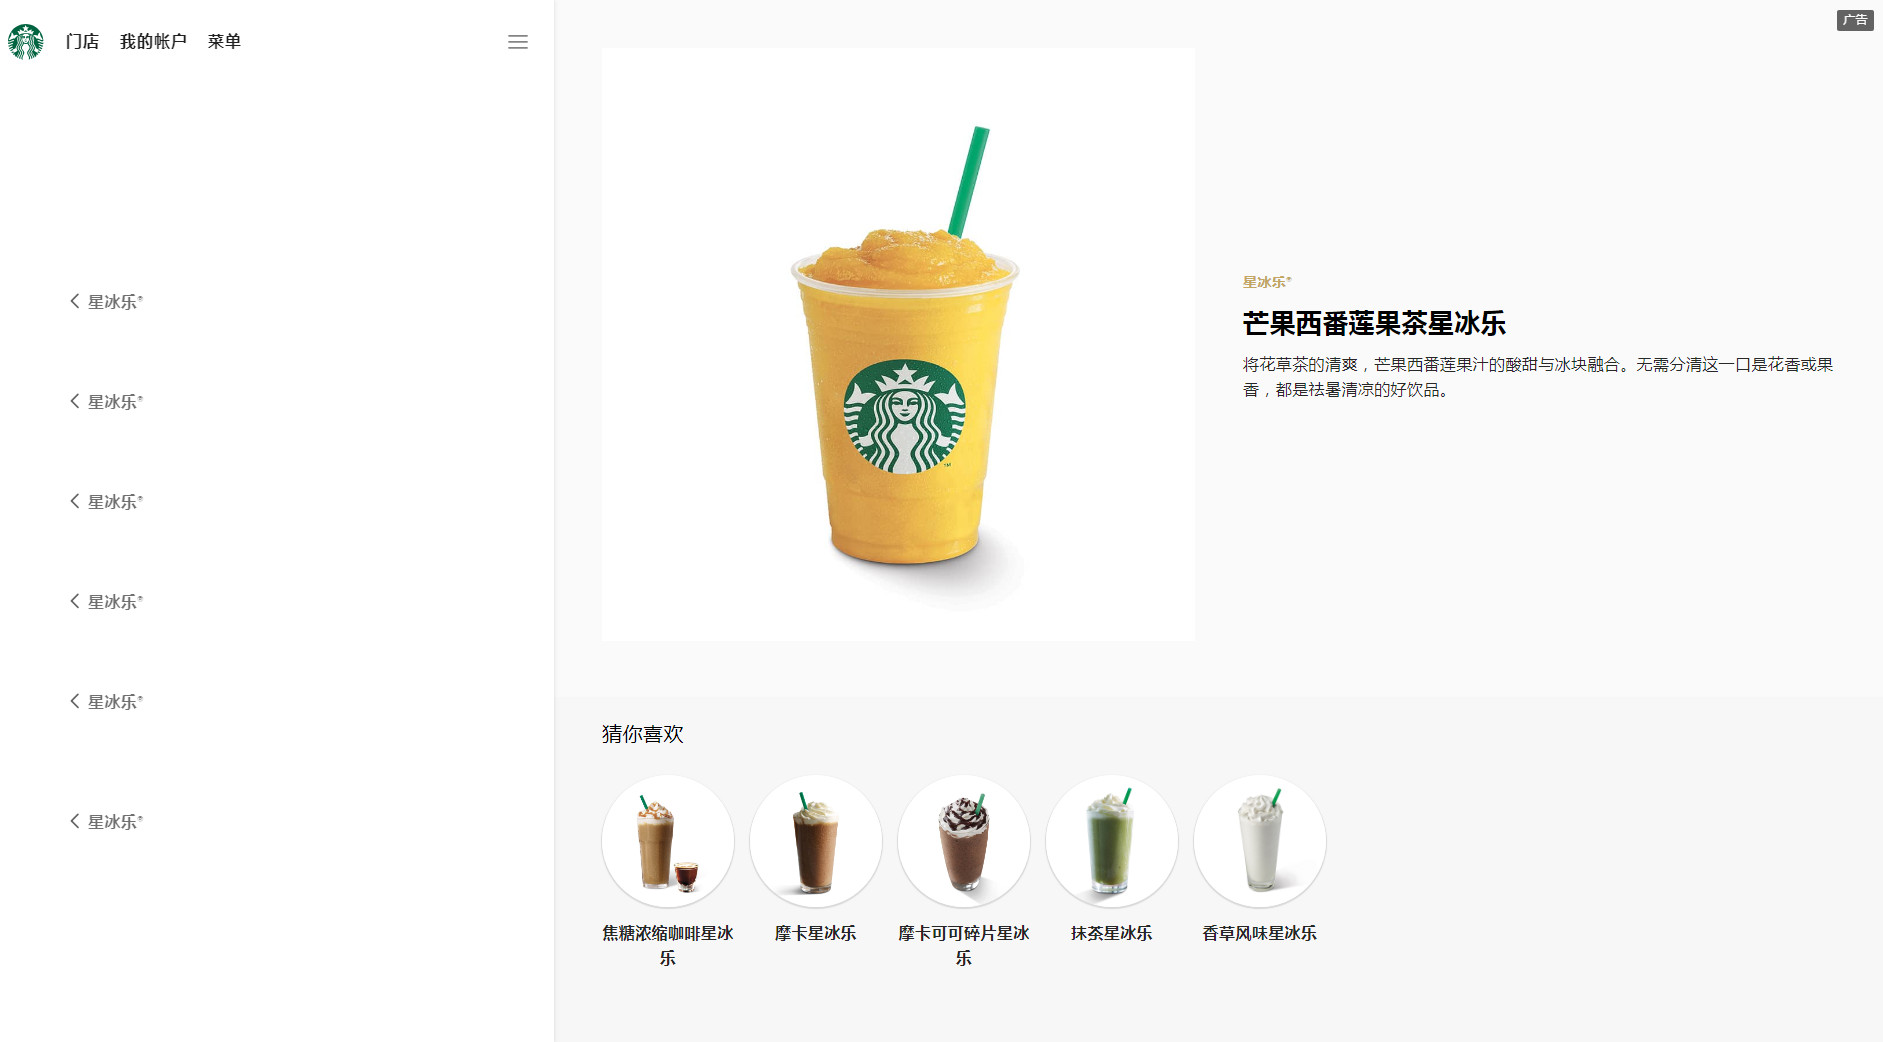 门店 我的帐户 菜单
星冰乐®
星冰乐®
星冰乐®
星冰乐®
星冰乐®
星冰乐®
广告
星冰乐®
芒果西番莲果茶星冰乐
将花草茶的清爽，芒果西番莲果汁的酸甜与冰块融合。无需分清这一口是花香或果
香，都是祛暑清凉的好饮品。
TM
猜你喜欢
焦糖浓缩咖啡星冰
乐
摩卡星冰乐
摩卡可可碎片星冰
乐
抹茶星冰乐
香草风味星冰乐